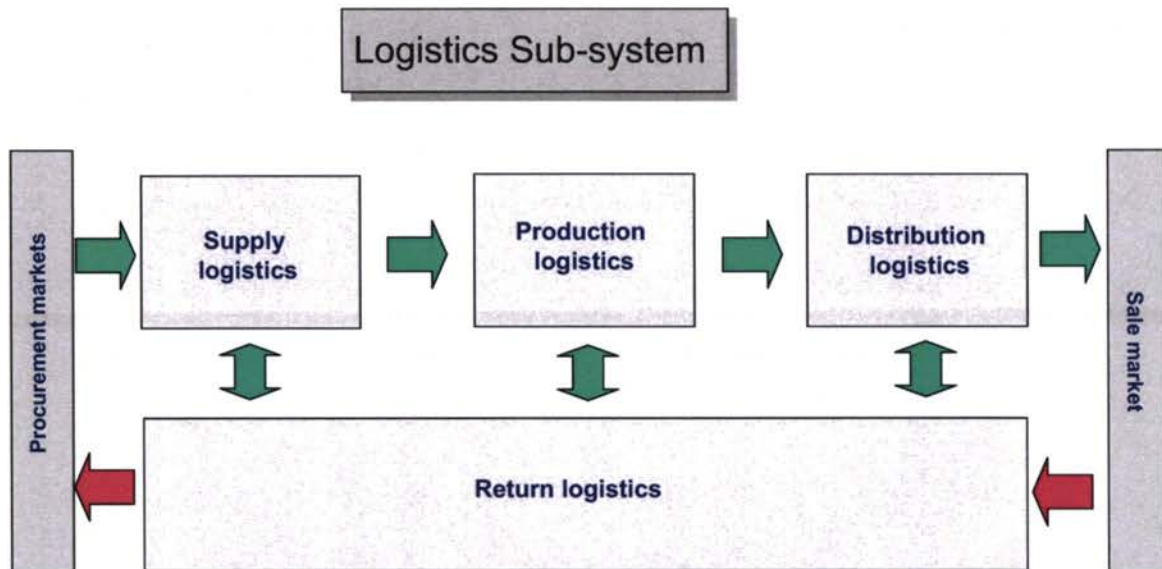 Logistics Sub-system
Procurement markets
Supply
logistics
Production
logistics
Distribution
logistics
Sale market
Return logistics